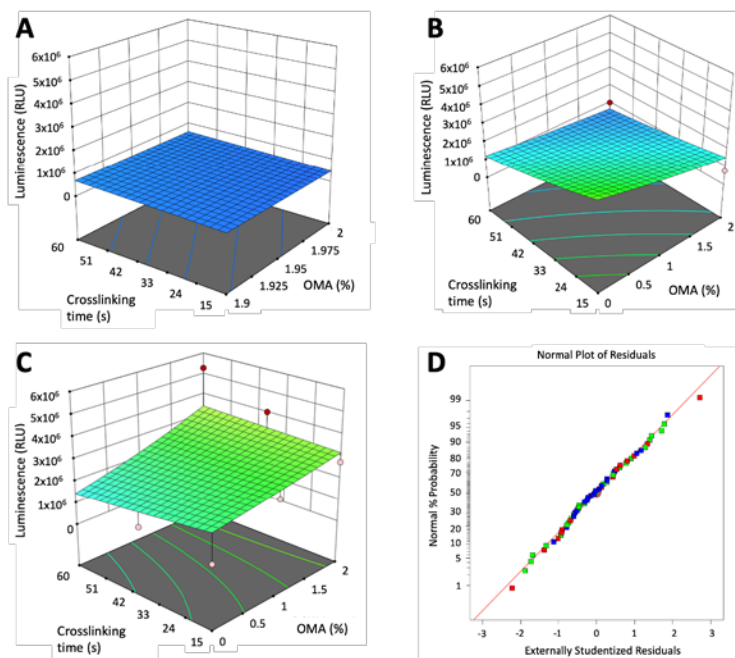 A
6x10⁶
5x10⁶
4x10⁶
3x10⁶
2x10⁶
1x10⁶
0
Luminescence (RLU)
60
51
42
33
24
15
1.9
1.925
1.95
1.975
2
Crosslinking
time (s)
OMA (%)
B
6x10⁶
5x10⁶
4x10⁶
3x10⁶
2x10⁶
1x10⁶
0
Luminescence (RLU)
60
51
42
33
24
15
0
0.5
1
1.5
2
Crosslinking
time (s)
OMA (%)
C
6x10⁶
5x10⁶
4x10⁶
3x10⁶
2x10⁶
1x10⁶
0
Luminescence (RLU)
60
51
42
33
24
15
0
0.5
1
1.5
2
Crosslinking
time (s)
OMA (%)
D
Normal Plot of Residuals
Normal % Probability
99
95
90
80
70
50
30
20
10
5
1
-3
-2
-1
0
1
2
3
Externally Studentized Residuals